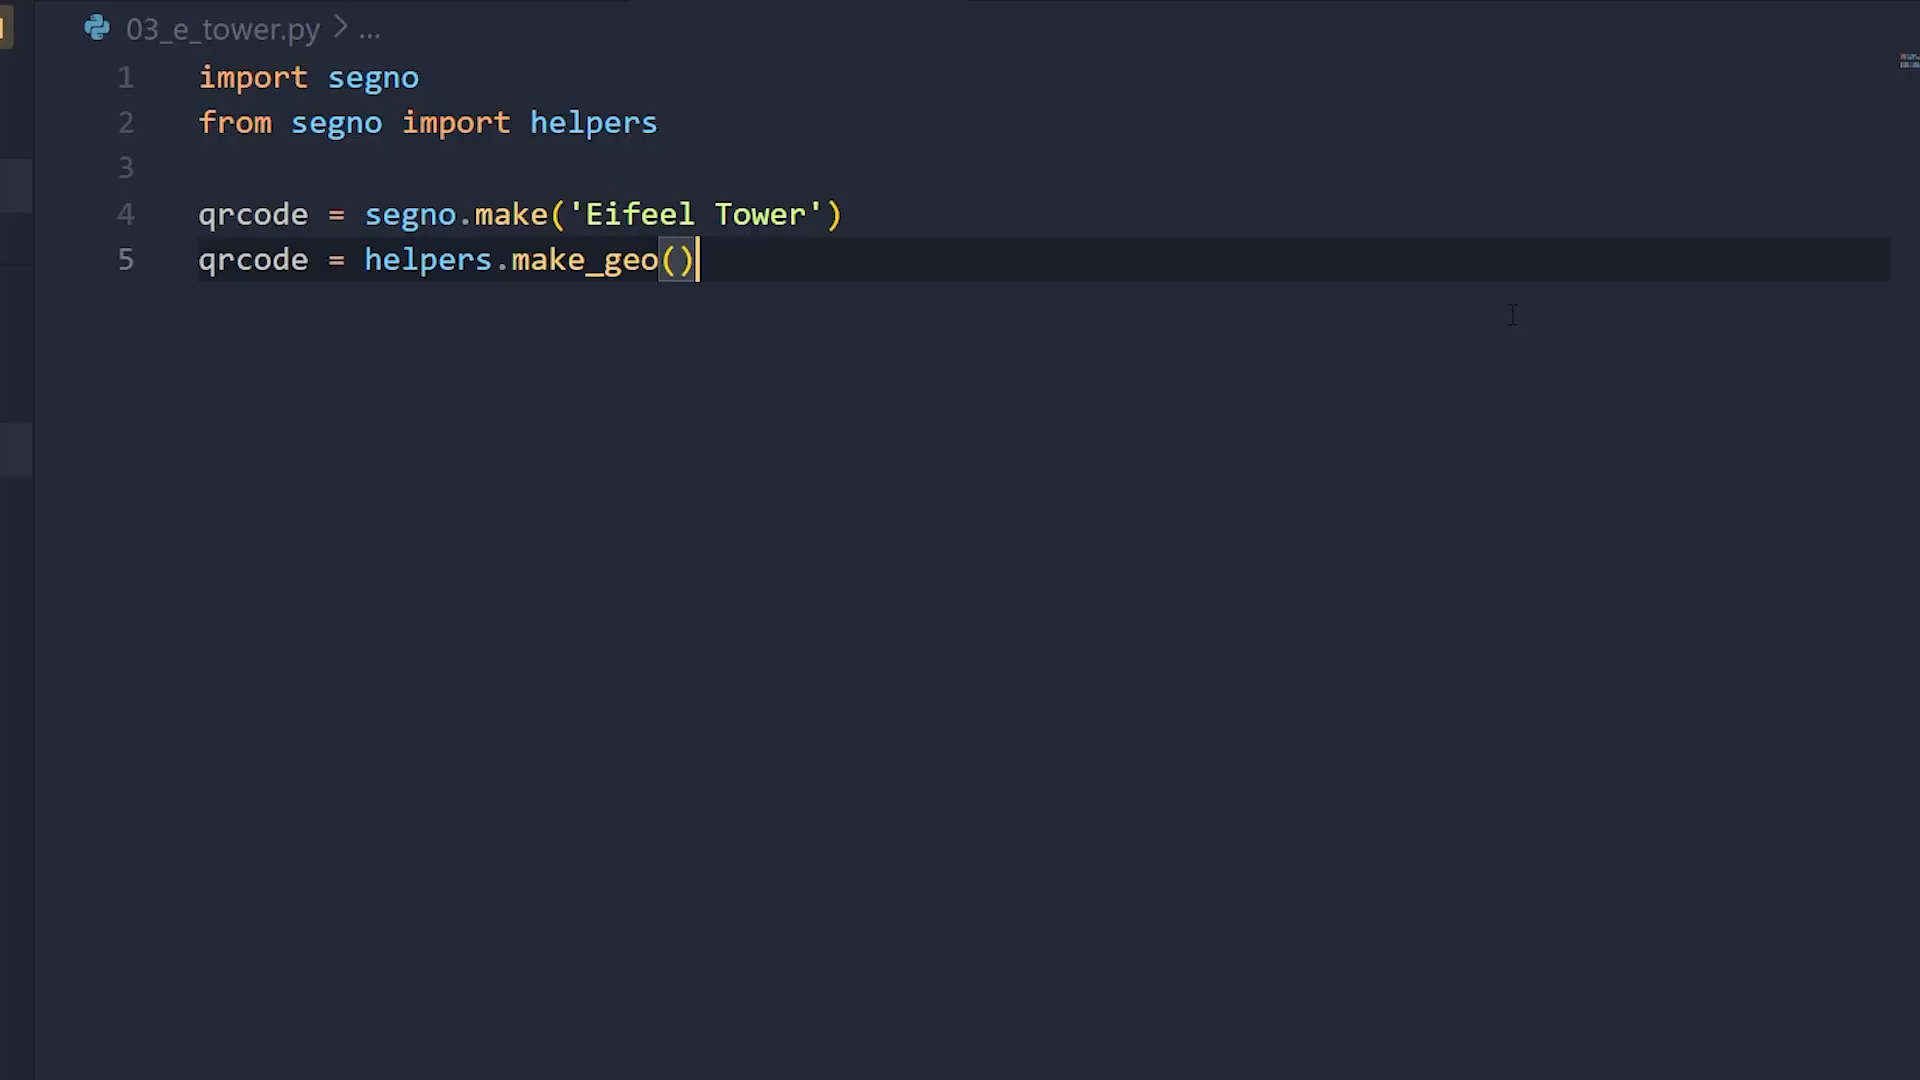 03_e_tower.py > ...
1 import segno
2 from segno import helpers
3
4 qrcode = segno.make('Eifeel Tower')
5 qrcode = helpers.make_geo()